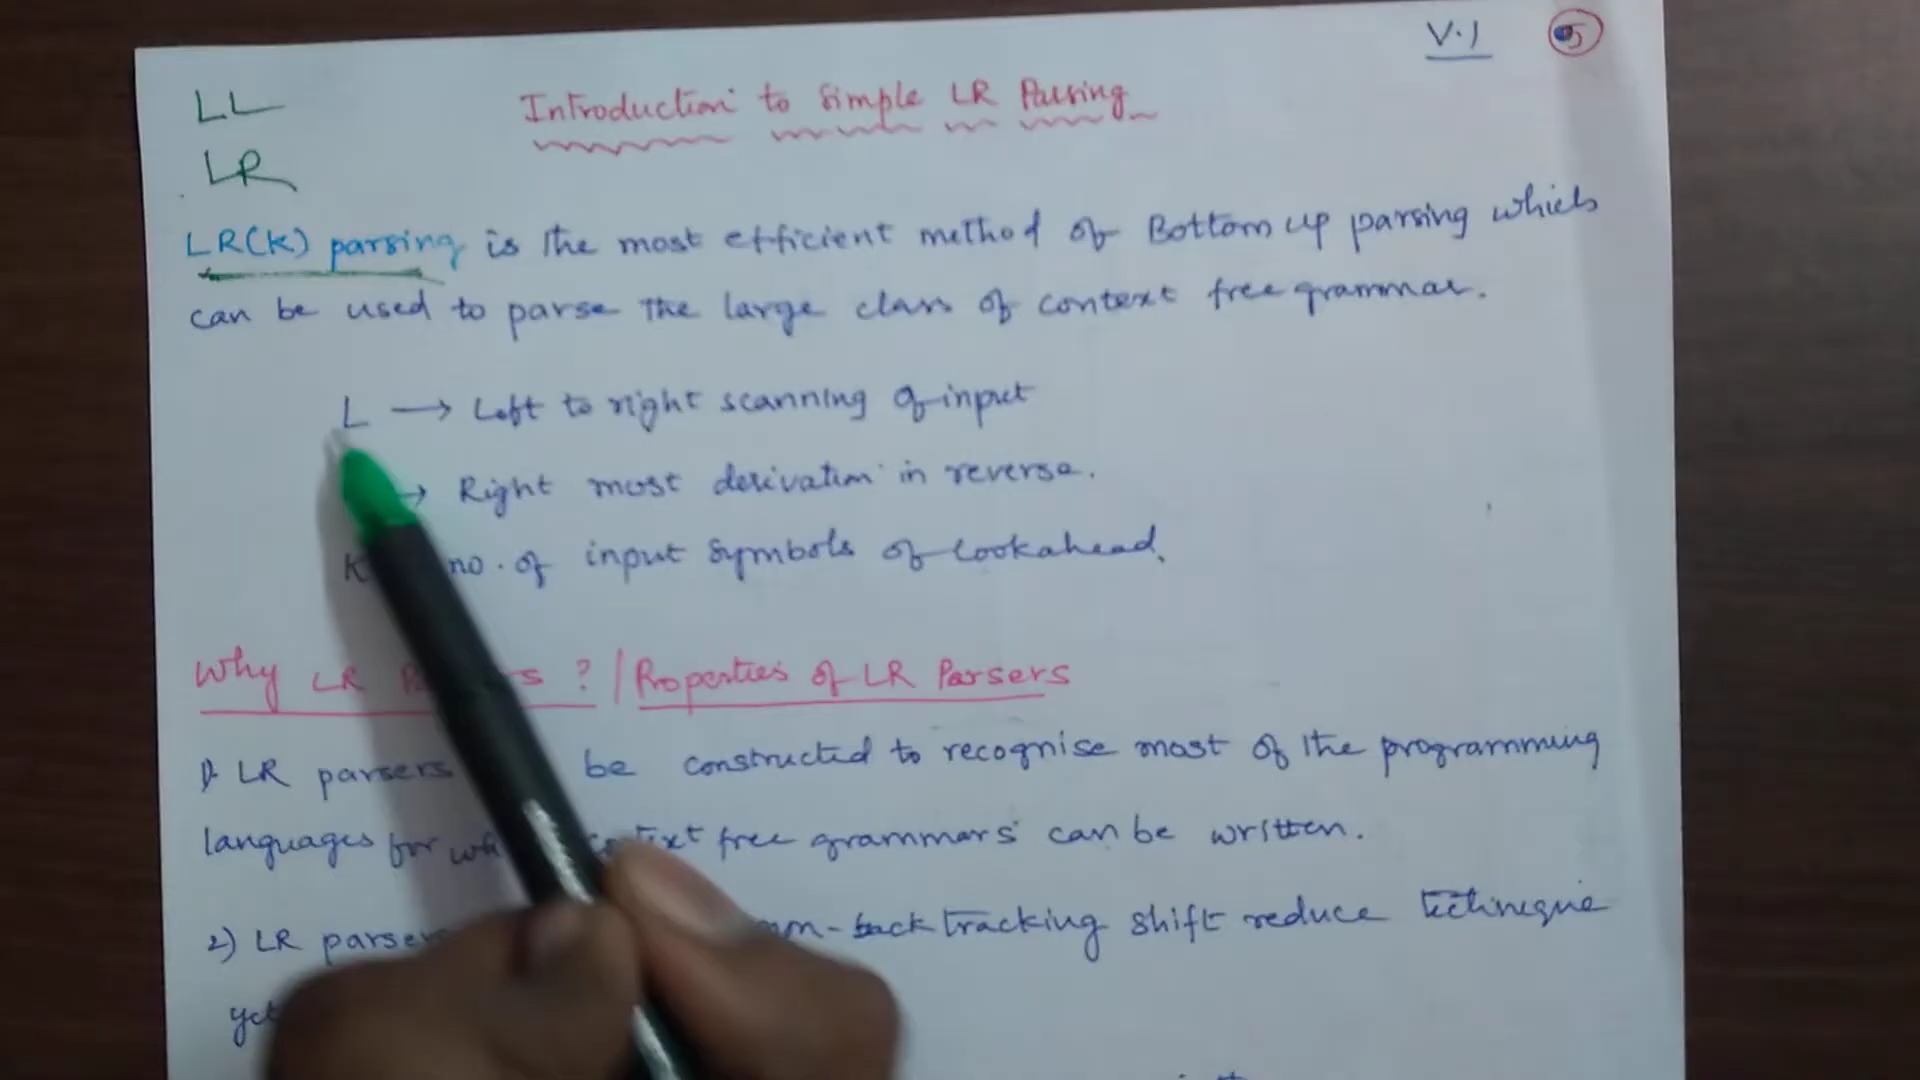 V.1 5
LL
Introduction to Simple LR Parsing
LR
LR(K) parsing is the most efficient method of Bottom up parsing which
can be used to parse the large class of context free grammar.
L → Left to right scanning of input
→ Right most derivation in reverse.
K no. of input symbols of lookahead.
Why LR ? / Properties of LR Parsers
1) LR parsers be constructed to recognise most of the programming
languages for free grammars can be written.
2) LR back tracking shift reduce technique
yet